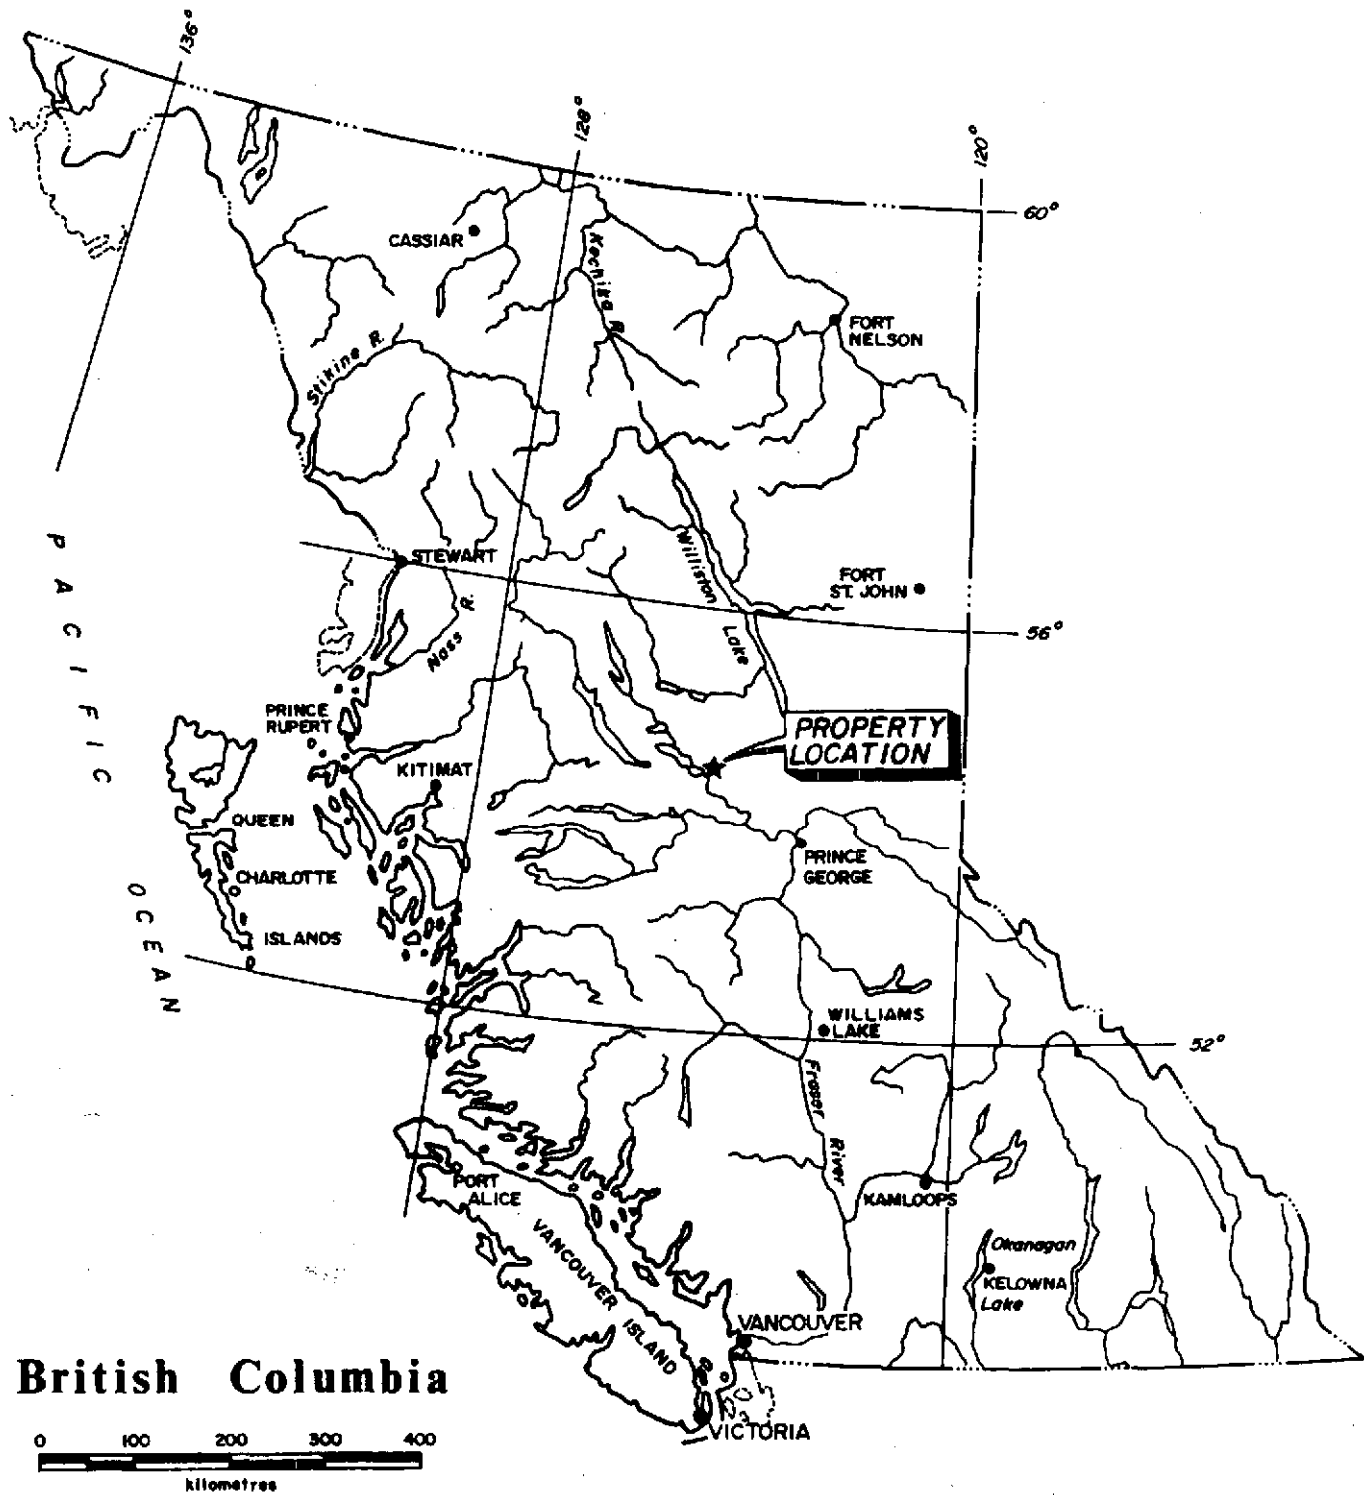 136°
128°
120°
60°
CASSIAR
Kechika R.
FORT
NELSON
Stikine R.
STEWART
Williston
Lake
FORT
ST. JOHN
Nass R.
56°
PACIFIC
OCEAN
PRINCE
RUPERT
PROPERTY
LOCATION
KITIMAT
QUEEN
CHARLOTTE
ISLANDS
PRINCE
GEORGE
WILLIAMS
LAKE
52°
Fraser
River
PORT
ALICE
KAMLOOPS
VANCOUVER
ISLAND
Okanagan
KELOWNA
Lake
VANCOUVER
VICTORIA
British Columbia
0 100 200 300 400
kilometres